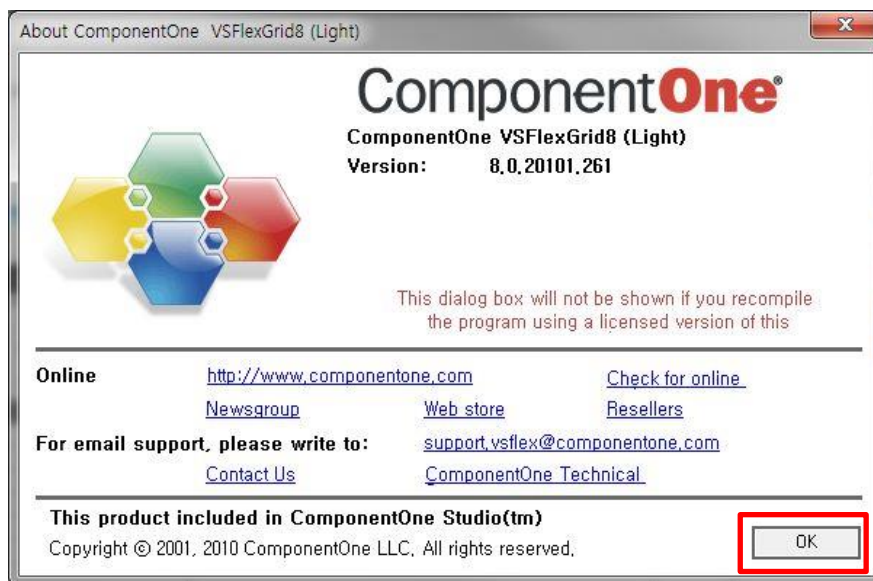 About ComponentOne VSFlexGrid8 (Light)
ComponentOne®
ComponentOne VSFlexGrid8 (Light)
Version: 8.0.20101.261
This dialog box will not be shown if you recompile
the program using a licensed version of this
Online http://www.componentone.com Check for online
Newsgroup Web store Resellers
For email support, please write to: support.vsflex@componentone.com
Contact Us ComponentOne Technical
This product included in ComponentOne Studio(tm)
Copyright © 2001, 2010 ComponentOne LLC. All rights reserved.
OK